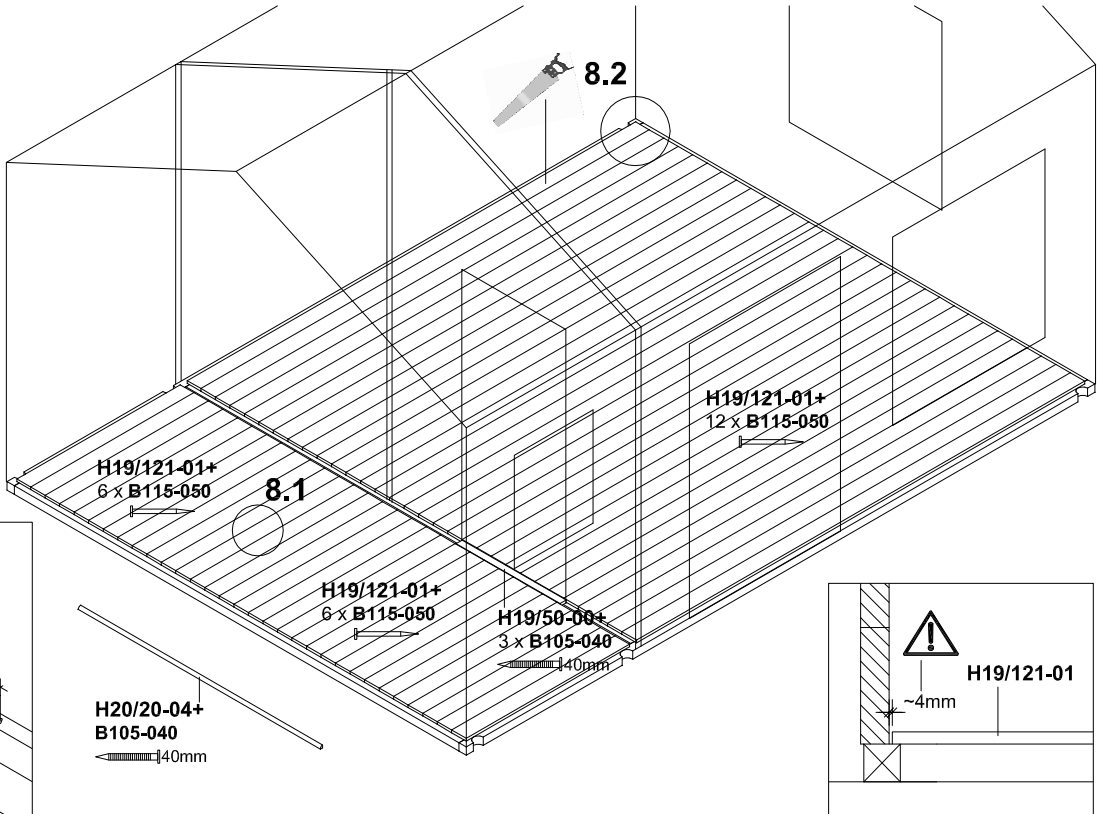 8.2
H19/121-01+
12 x B115-050
H19/121-01+
6 x B115-050
8.1
H19/121-01+
6 x B115-050
H19/50-00+
3 x B105-040
40mm
H20/20-04+
B105-040
40mm
H19/121-01
~4mm